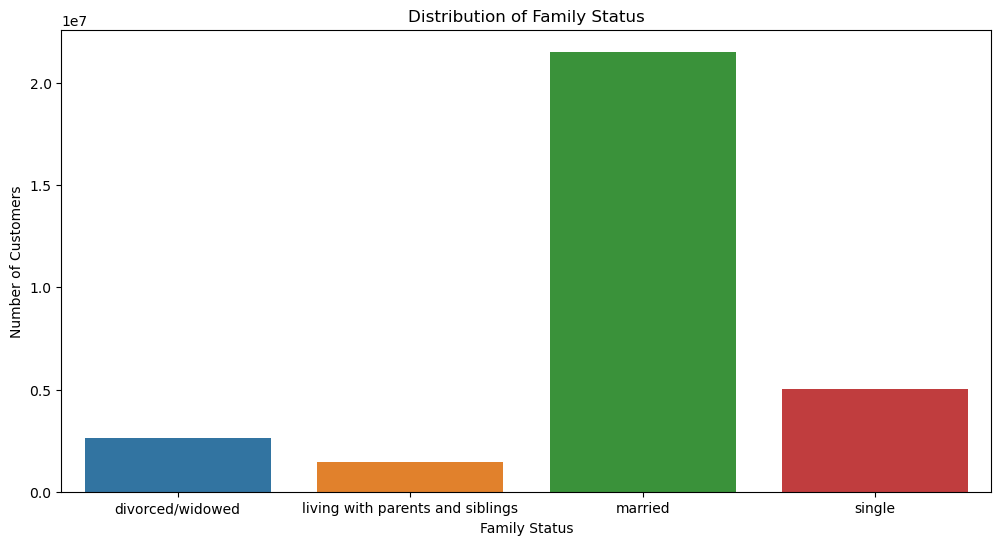 Distribution of Family Status
1e7
2.0
1.5
1.0
0.5
0.0
Number of Customers
divorced/widowed
living with parents and siblings
married
single
Family Status